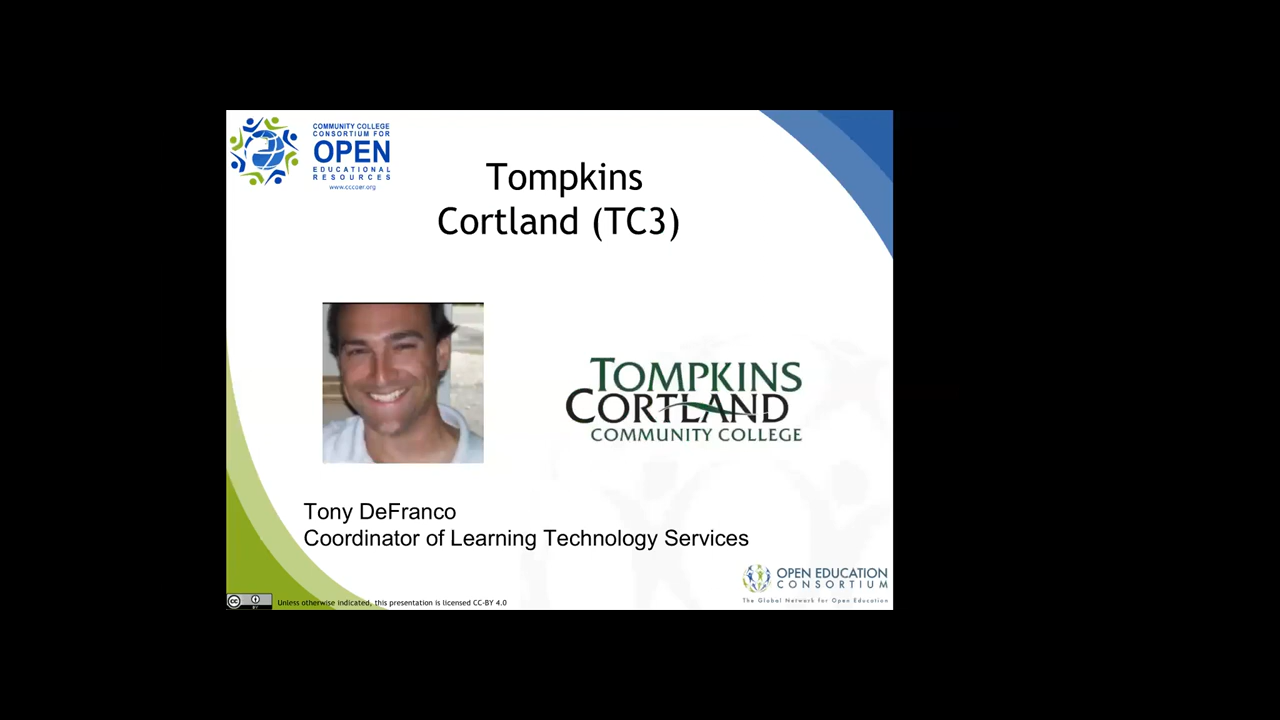 COMMUNITY COLLEGE
CONSORTIUM FOR
OPEN
EDUCATIONAL
RESOURCES
www.cccoer.org
Tompkins
Cortland (TC3)
TOMPKINS
CORTLAND
COMMUNITY COLLEGE
Tony DeFranco
Coordinator of Learning Technology Services
OPEN EDUCATION
CONSORTIUM
The Global Network for Open Education
cc
BY
Unless otherwise indicated, this presentation is licensed CC-BY 4.0